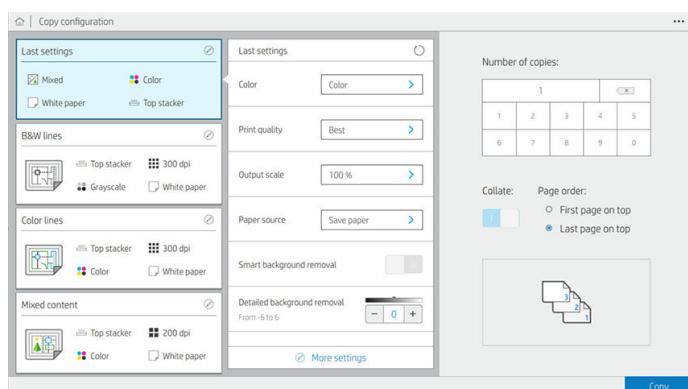 Copy configuration
Last settings
Mixed
Color
White paper
Top stacker
B&W lines
Top stacker
300 dpi
Grayscale
White paper
Color lines
Top stacker
300 dpi
Color
White paper
Mixed content
Top stacker
200 dpi
Color
White paper
Last settings
Color
Color
Print quality
Best
Output scale
100 %
Paper source
Save paper
Smart background removal
Detailed background removal
From -6 to 6
− 0 +
More settings
Number of copies:
1
1 2 3 4 5
6 7 8 9 0
Collate:
Page order:
First page on top
Last page on top
3
2
1
Copy